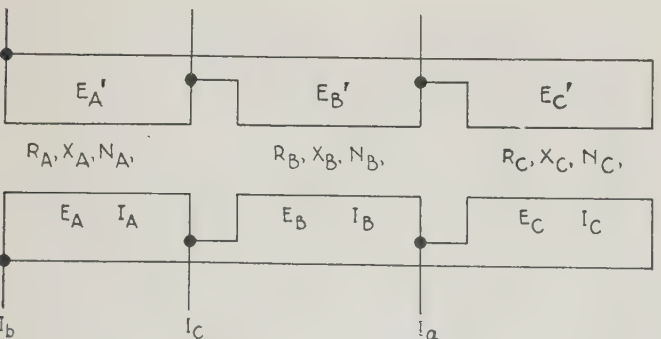 E_A' E_B' E_C'
R_A, X_A, N_A, R_B, X_B, N_B, R_C, X_C, N_C,
E_A I_A E_B I_B E_C I_C
I_b I_c I_a